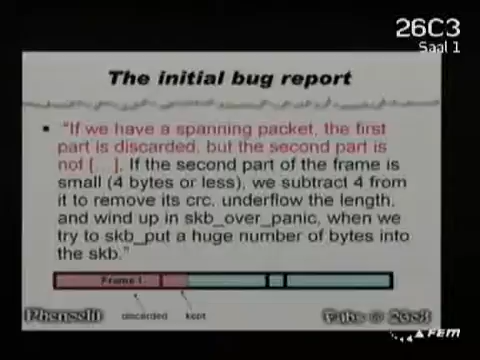 26C3
Saal 1
The initial bug report
"If we have a spanning packet, the first
part is discarded, but the second part is
not [...]. If the second part of the frame is
small (4 bytes or less), we subtract 4 from
it to remove its crc, underflow the length,
and wind up in skb_over_panic, when we
try to skb_put a huge number of bytes into
the skb."
Frame 1
discarded kept
Phenoelit
FEM